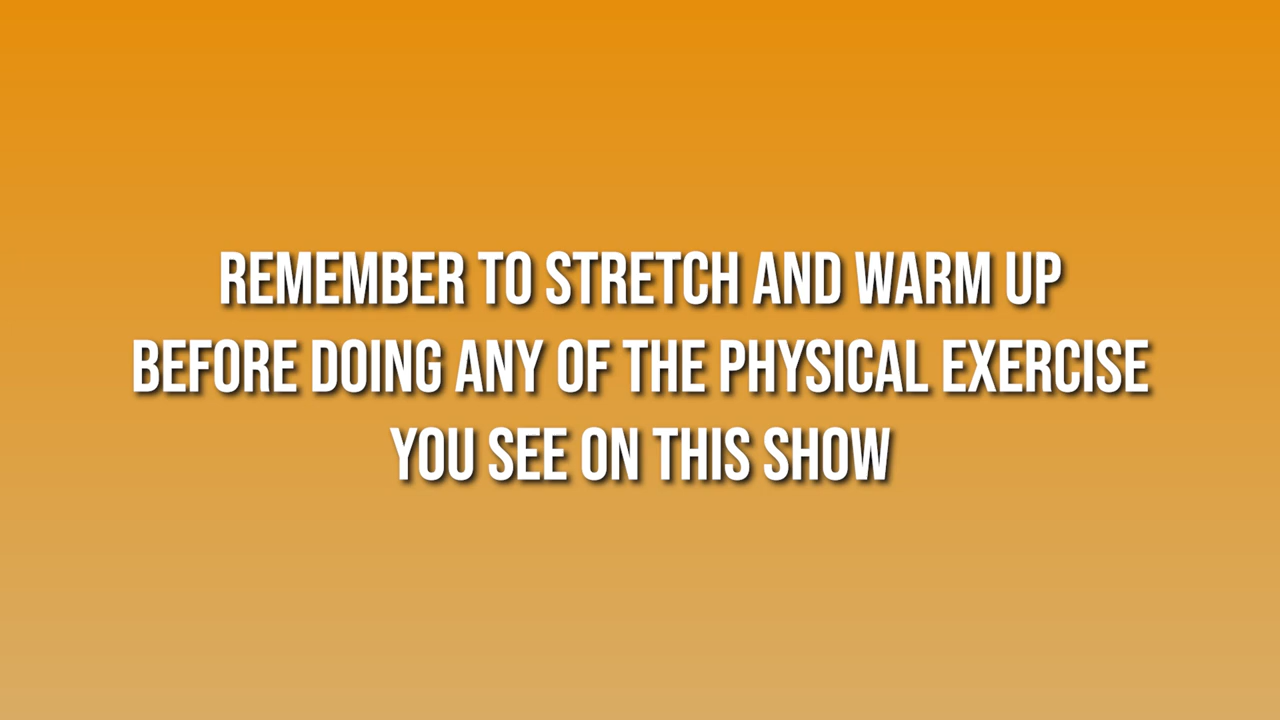 REMEMBER TO STRETCH AND WARM UP
BEFORE DOING ANY OF THE PHYSICAL EXERCISE
YOU SEE ON THIS SHOW